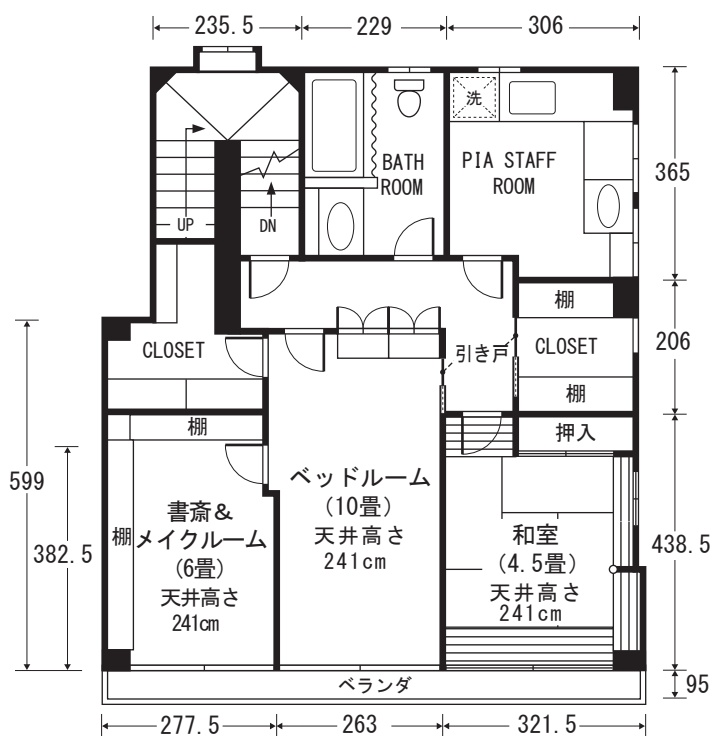 235.5
229
306
洗
BATH
ROOM
PIA STAFF
ROOM
365
UP
DN
棚
CLOSET
引き戸
CLOSET
206
棚
棚
押入
599
382.5
棚
書斎&
メイクルーム
(6畳)
天井高さ
241cm
ベッドルーム
(10畳)
天井高さ
241cm
和室
(4.5畳)
天井高さ
241cm
438.5
ベランダ
95
277.5
263
321.5